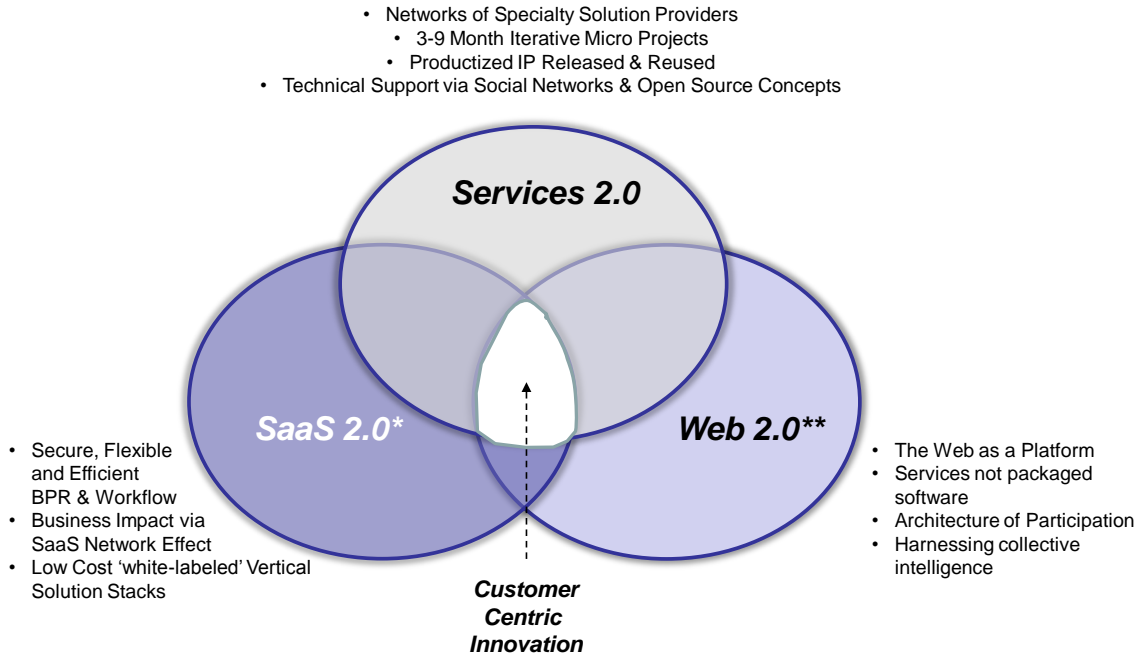 • Networks of Specialty Solution Providers
• 3-9 Month Iterative Micro Projects
• Productized IP Released & Reused
• Technical Support via Social Networks & Open Source Concepts
Services 2.0
SaaS 2.0*
Web 2.0**
• Secure, Flexible
and Efficient
BPR & Workflow
• Business Impact via
SaaS Network Effect
• Low Cost ‘white-labeled’ Vertical
Solution Stacks
• The Web as a Platform
• Services not packaged
software
• Architecture of Participation
• Harnessing collective
intelligence
Customer
Centric
Innovation